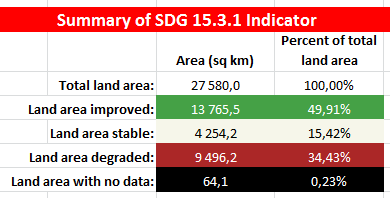 Summary of SDG 15.3.1 Indicator
Area (sq km) Percent of total land area
Total land area: 27 580,0 100,00%
Land area improved: 13 765,5 49,91%
Land area stable: 4 254,2 15,42%
Land area degraded: 9 496,2 34,43%
Land area with no data: 64,1 0,23%